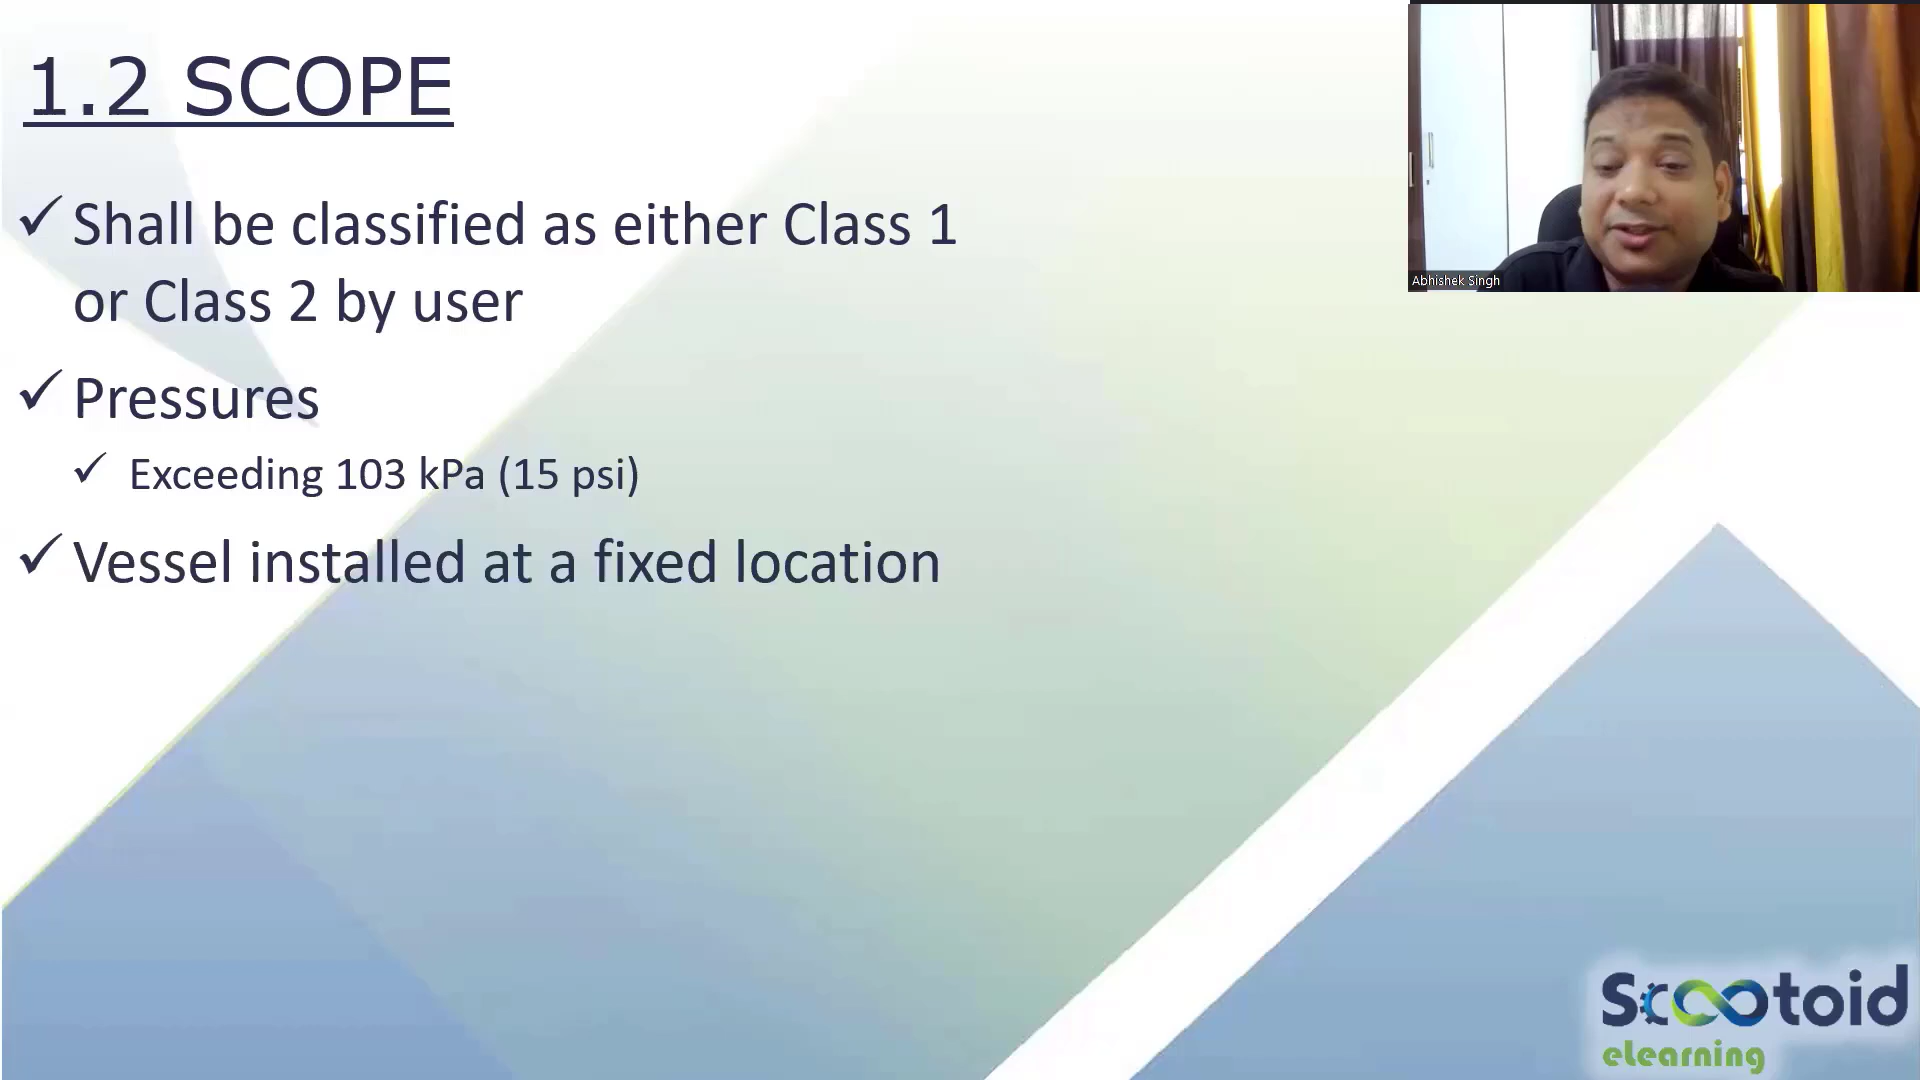 1.2 SCOPE
✓ Shall be classified as either Class 1
or Class 2 by user
✓ Pressures
✓ Exceeding 103 kPa (15 psi)
✓ Vessel installed at a fixed location
Abhishek Singh
Scootoid
elearning